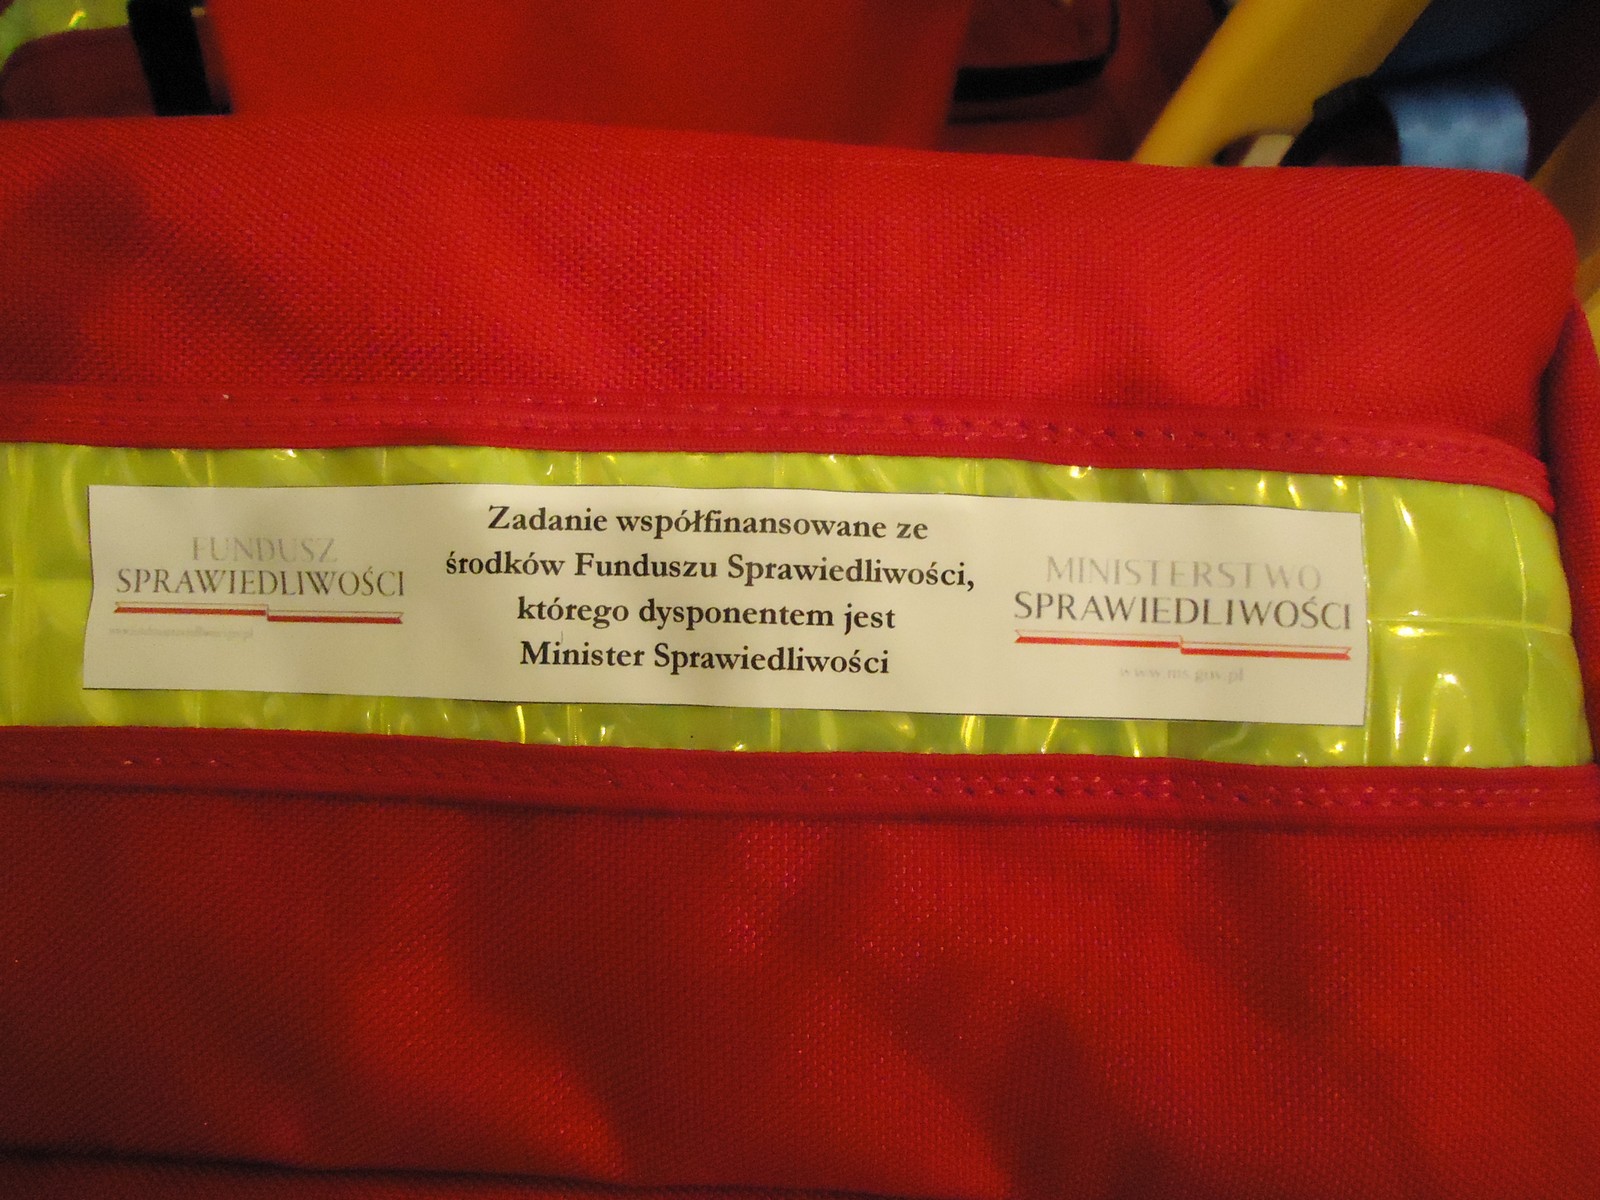 FUNDUSZ
SPRAWIEDLIWOŚCI
Zadanie współfinansowane ze
środków Funduszu Sprawiedliwości,
którego dysponentem jest
Minister Sprawiedliwości
MINISTERSTWO
SPRAWIEDLIWOŚCI
www.ms.gov.pl